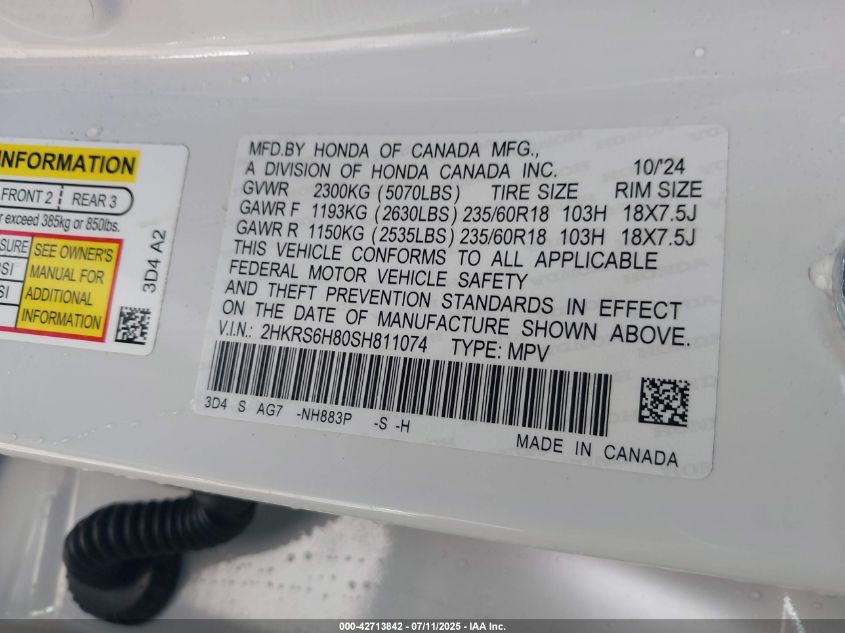 INFORMATION
FRONT 2 REAR 3
exceed 385kg or 850lbs.
SEE OWNER'S
MANUAL FOR
ADDITIONAL
INFORMATION
3D4 A2
MFD.BY HONDA OF CANADA MFG.,
A DIVISION OF HONDA CANADA INC. 10/'24
GVWR 2300KG (5070LBS) TIRE SIZE RIM SIZE
GAWR F 1193KG (2630LBS) 235/60R18 103H 18X7.5J
GAWR R 1150KG (2535LBS) 235/60R18 103H 18X7.5J
THIS VEHICLE CONFORMS TO ALL APPLICABLE
FEDERAL MOTOR VEHICLE SAFETY
AND THEFT PREVENTION STANDARDS IN EFFECT
ON THE DATE OF MANUFACTURE SHOWN ABOVE.
V.I.N.: 2HKRS6H80SH811074 TYPE: MPV
3D4 S AG7 -NH883P -S -H
MADE IN CANADA
000-42713842 - 07/11/2025 - IAA Inc.